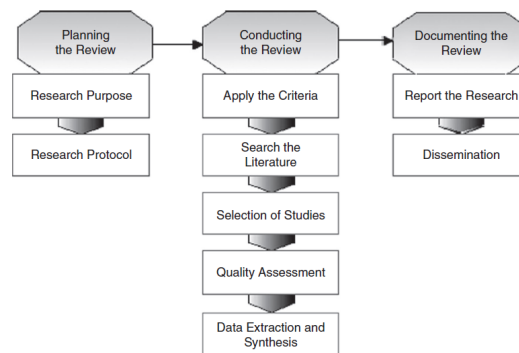 Planning
the Review
Conducting
the Review
Documenting the
Review
Research Purpose
Research Protocol
Apply the Criteria
Search the
Literature
Selection of Studies
Quality Assessment
Data Extraction and
Synthesis
Report the Research
Dissemination